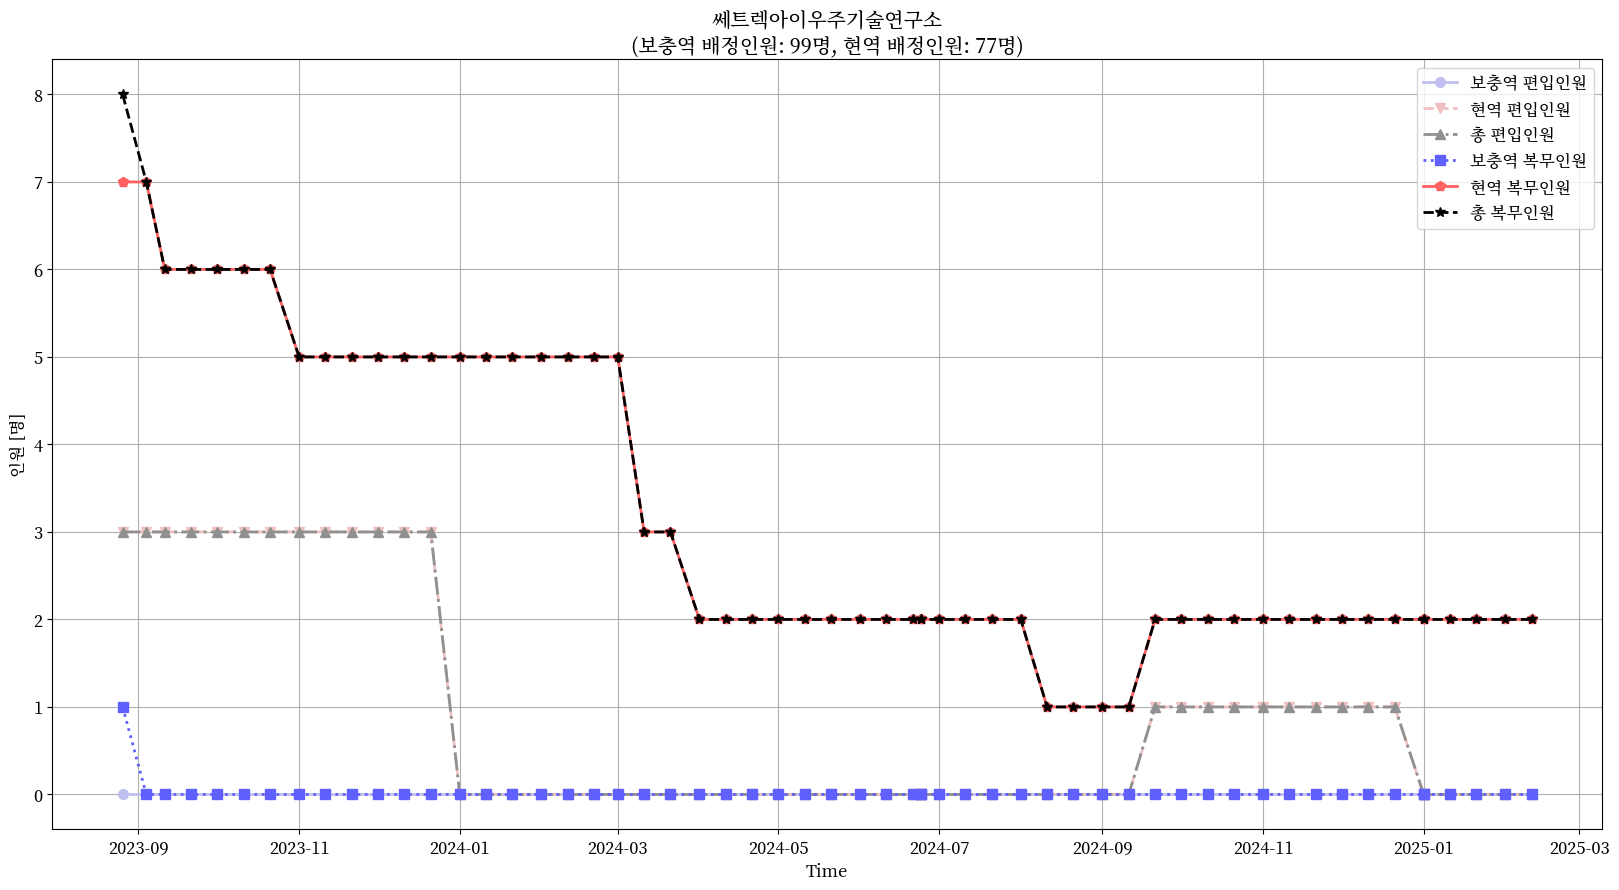 쎄트렉아이우주기술연구소
(보충역 배정인원: 99명, 현역 배정인원: 77명)
보충역 편입인원
현역 편입인원
총 편입인원
보충역 복무인원
현역 복무인원
총 복무인원
인원 [명]
8
7
6
5
4
3
2
1
0
2023-09
2023-11
2024-01
2024-03
2024-05
2024-07
2024-09
2024-11
2025-01
2025-03
Time